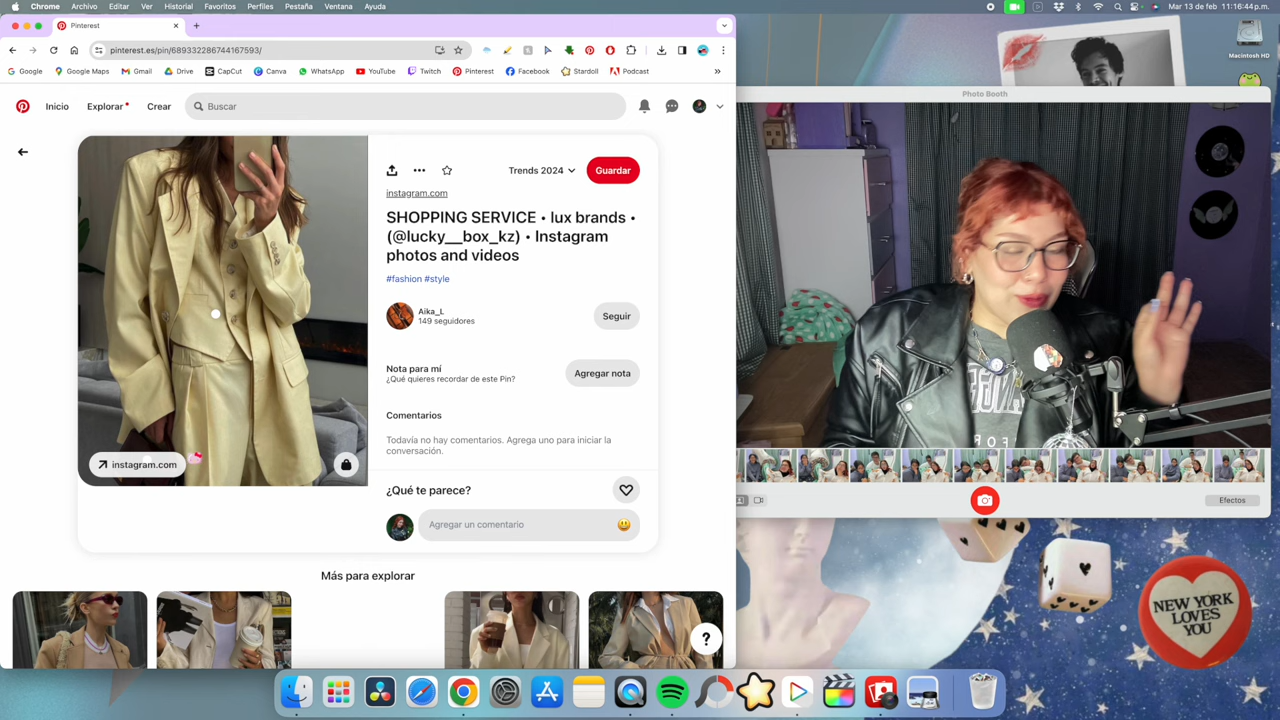 Chrome Archivo Editar Ver Historial Favoritos Perfiles Pestaña Ventana Ayuda
Mar 13 de feb 11:16:44 p.m.
Pinterest
pinterest.es/pin/689332286744167593/
Google Google Maps Gmail Drive CapCut Canva WhatsApp YouTube Twitch Pinterest Facebook Stardoll Podcast
Inicio Explorar Crear Buscar
Trends 2024 Guardar
instagram.com
SHOPPING SERVICE • lux brands •
(@lucky__box_kz) • Instagram
photos and videos
#fashion #style
Aika_L
149 seguidores
Seguir
Nota para mí
¿Qué quieres recordar de este Pin?
Agregar nota
Comentarios
Todavía no hay comentarios. Agrega uno para iniciar la
conversación.
instagram.com
¿Qué te parece?
Agregar un comentario
Más para explorar
?
Photo Booth
Efectos
Macintosh HD
NEW YORK
LOVES
YOU